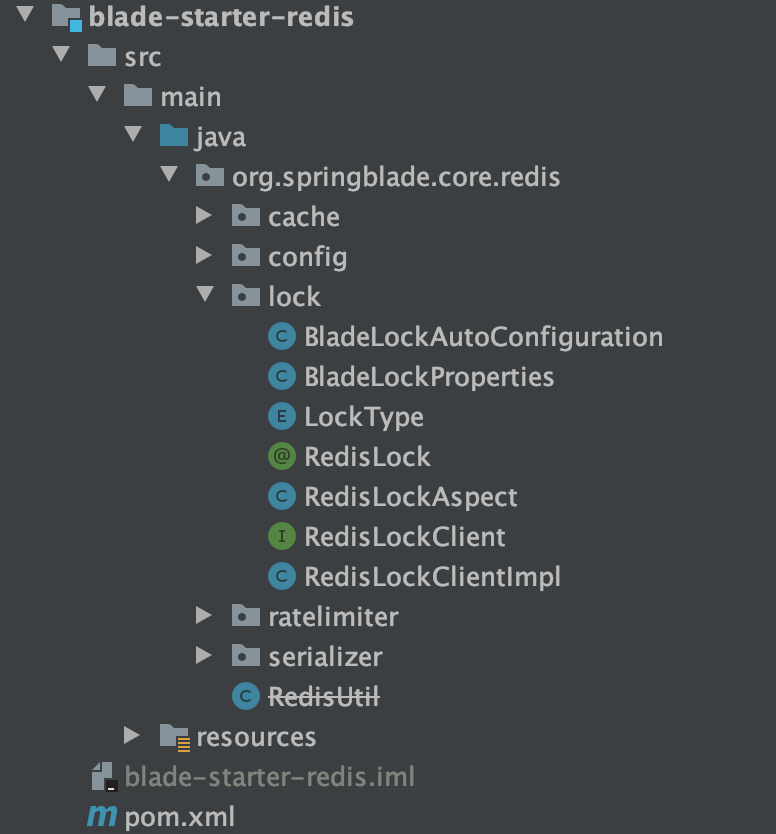 blade-starter-redis
src
main
java
org.springblade.core.redis
cache
config
lock
C BladeLockAutoConfiguration
C BladeLockProperties
E LockType
@ RedisLock
C RedisLockAspect
I RedisLockClient
C RedisLockClientImpl
ratelimiter
serializer
C RedisUtil
resources
blade-starter-redis.iml
m pom.xml